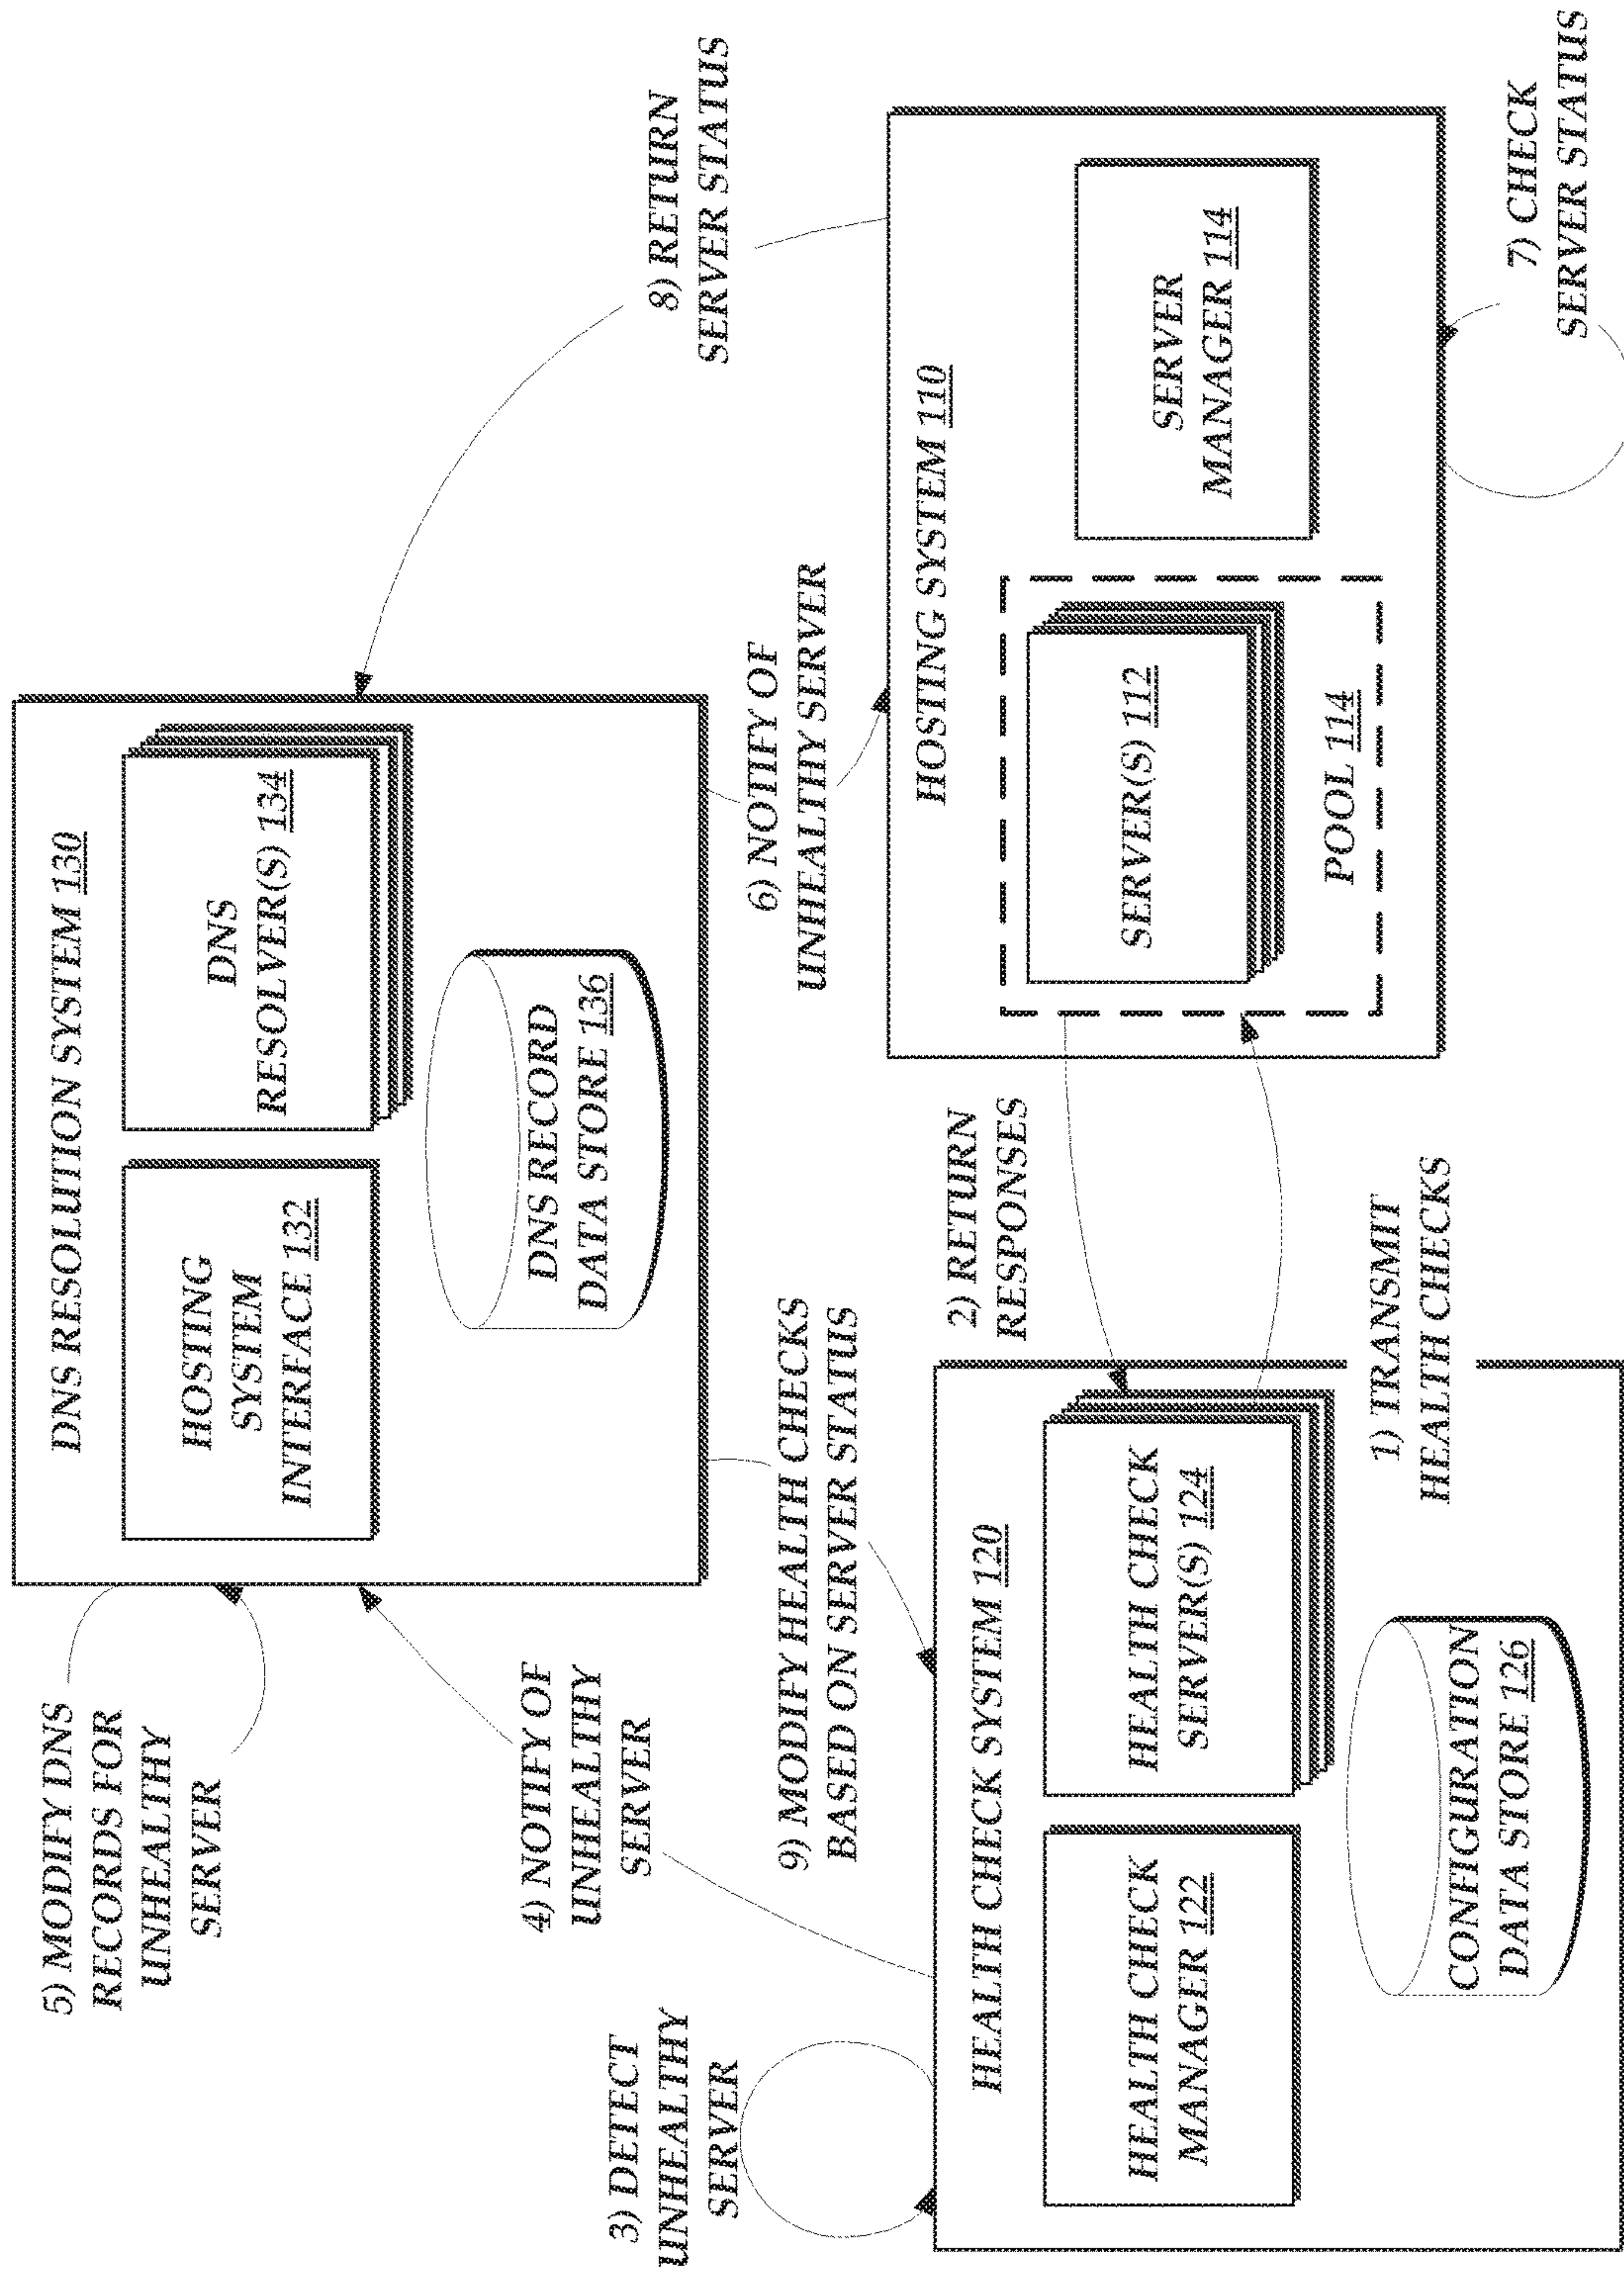 5) MODIFY DNS
RECORDS FOR
UNHEALTHY
SERVER
DNS RESOLUTION SYSTEM 130
HOSTING
SYSTEM
INTERFACE 132
DNS
RESOLVER(S) 134
DNS RECORD
DATA STORE 136
8) RETURN
SERVER STATUS
4) NOTIFY OF
UNHEALTHY
SERVER
3) DETECT
UNHEALTHY
SERVER
9) MODIFY HEALTH CHECKS
BASED ON SERVER STATUS
6) NOTIFY OF
UNHEALTHY SERVER
2) RETURN
RESPONSES
HEALTH CHECK SYSTEM 120
HEALTH CHECK
MANAGER 122
HEALTH CHECK
SERVER(S) 124
CONFIGURATION
DATA STORE 126
1) TRANSMIT
HEALTH CHECKS
HOSTING SYSTEM 110
SERVER(S) 112
POOL 114
SERVER
MANAGER 114
7) CHECK
SERVER STATUS